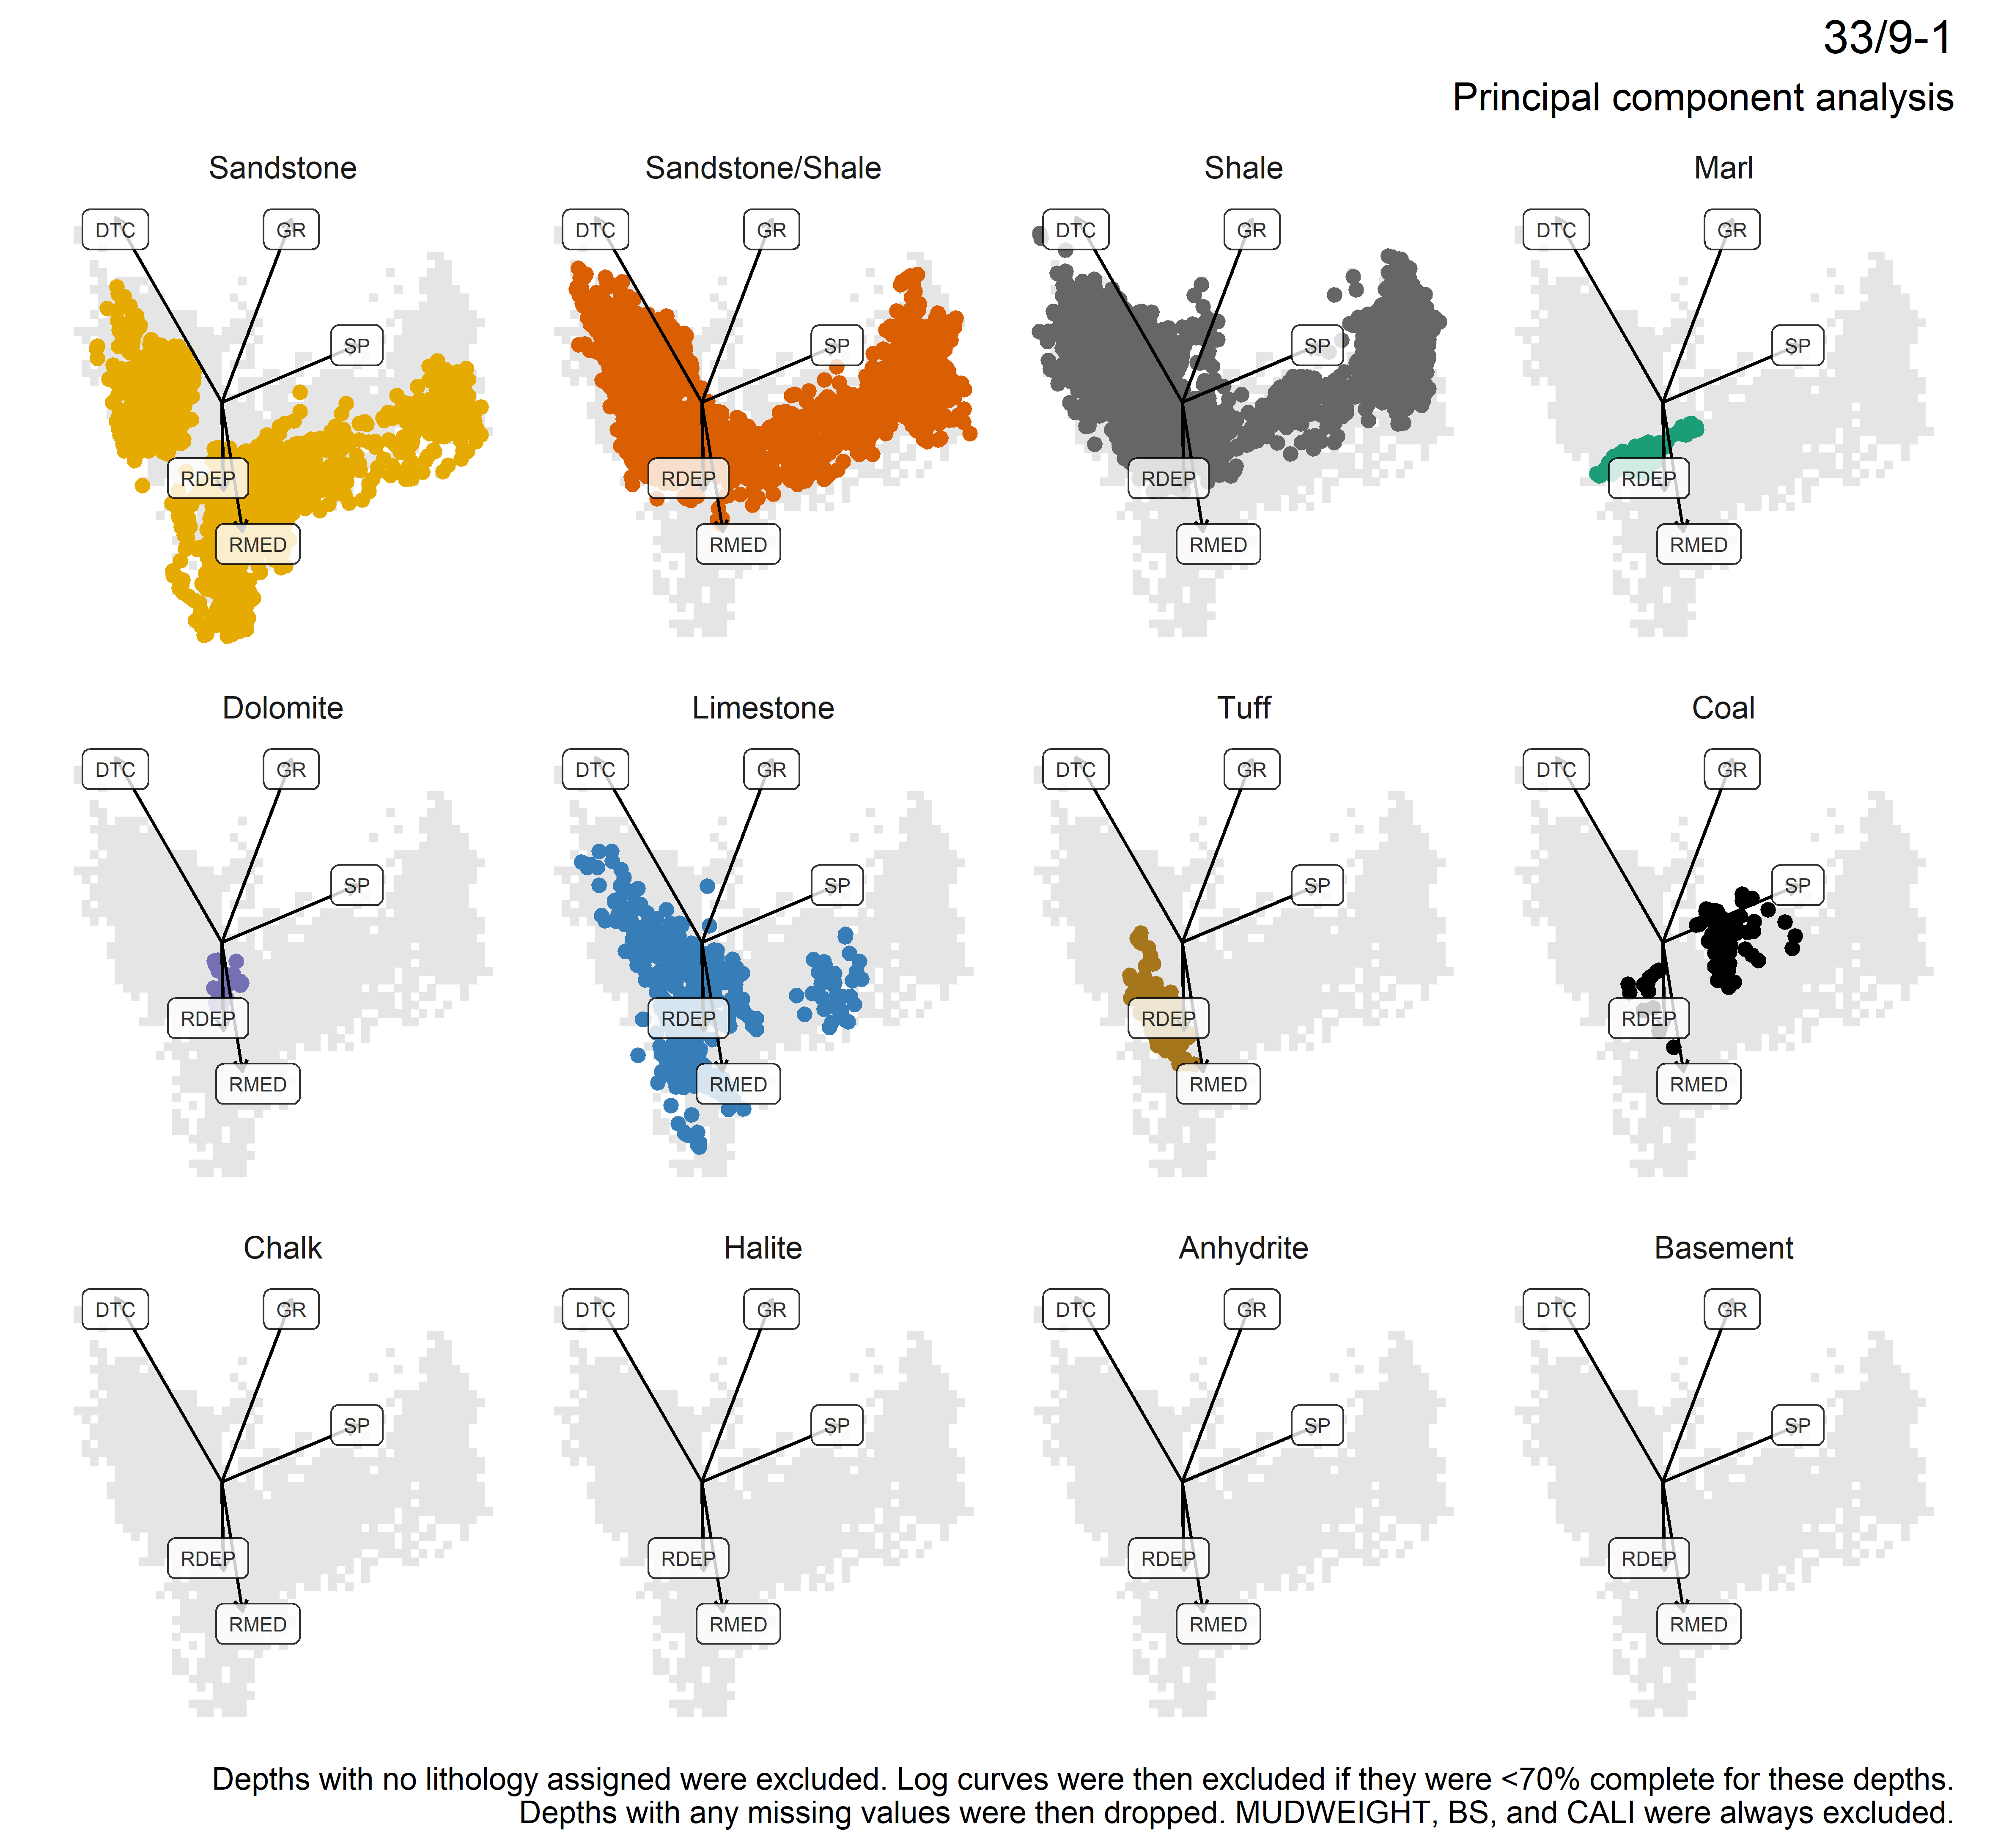 33/9-1
Principal component analysis
Sandstone
Sandstone/Shale
Shale
Marl
DTC
GR
DTC
GR
DTC
GR
DTC
GR
SP
SP
SP
SP
RDEP
RDEP
RDEP
RDEP
RMED
RMED
RMED
RMED
Dolomite
Limestone
Tuff
Coal
DTC
GR
DTC
GR
DTC
GR
DTC
GR
SP
SP
SP
SP
RDEP
RDEP
RDEP
RDEP
RMED
RMED
RMED
RMED
Chalk
Halite
Anhydrite
Basement
DTC
GR
DTC
GR
DTC
GR
DTC
GR
SP
SP
SP
SP
RDEP
RDEP
RDEP
RDEP
RMED
RMED
RMED
RMED
Depths with no lithology assigned were excluded. Log curves were then excluded if they were <70% complete for these depths.
Depths with any missing values were then dropped. MUDWEIGHT, BS, and CALI were always excluded.